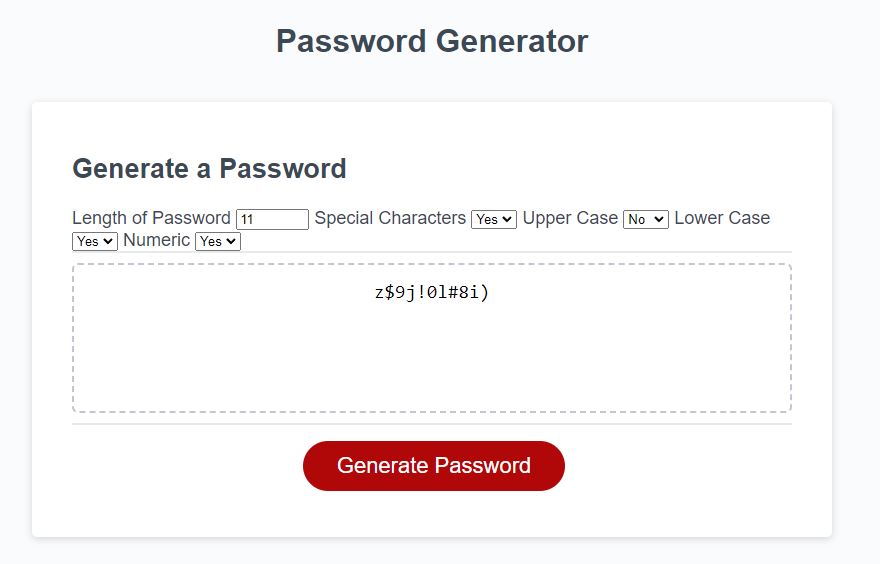 Password Generator
Generate a Password
Length of Password 11 Special Characters Yes Upper Case No Lower Case
Yes Numeric Yes
z$9j!0l#8i)
Generate Password